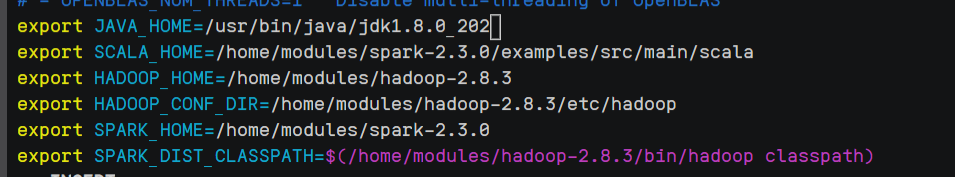 # - OPENBLAS_NUM_THREADS=1 Disable multi-threading of OpenBLAS
export JAVA_HOME=/usr/bin/java/jdk1.8.0_202
export SCALA_HOME=/home/modules/spark-2.3.0/examples/src/main/scala
export HADOOP_HOME=/home/modules/hadoop-2.8.3
export HADOOP_CONF_DIR=/home/modules/hadoop-2.8.3/etc/hadoop
export SPARK_HOME=/home/modules/spark-2.3.0
export SPARK_DIST_CLASSPATH=$(/home/modules/hadoop-2.8.3/bin/hadoop classpath)
-- INSERT --